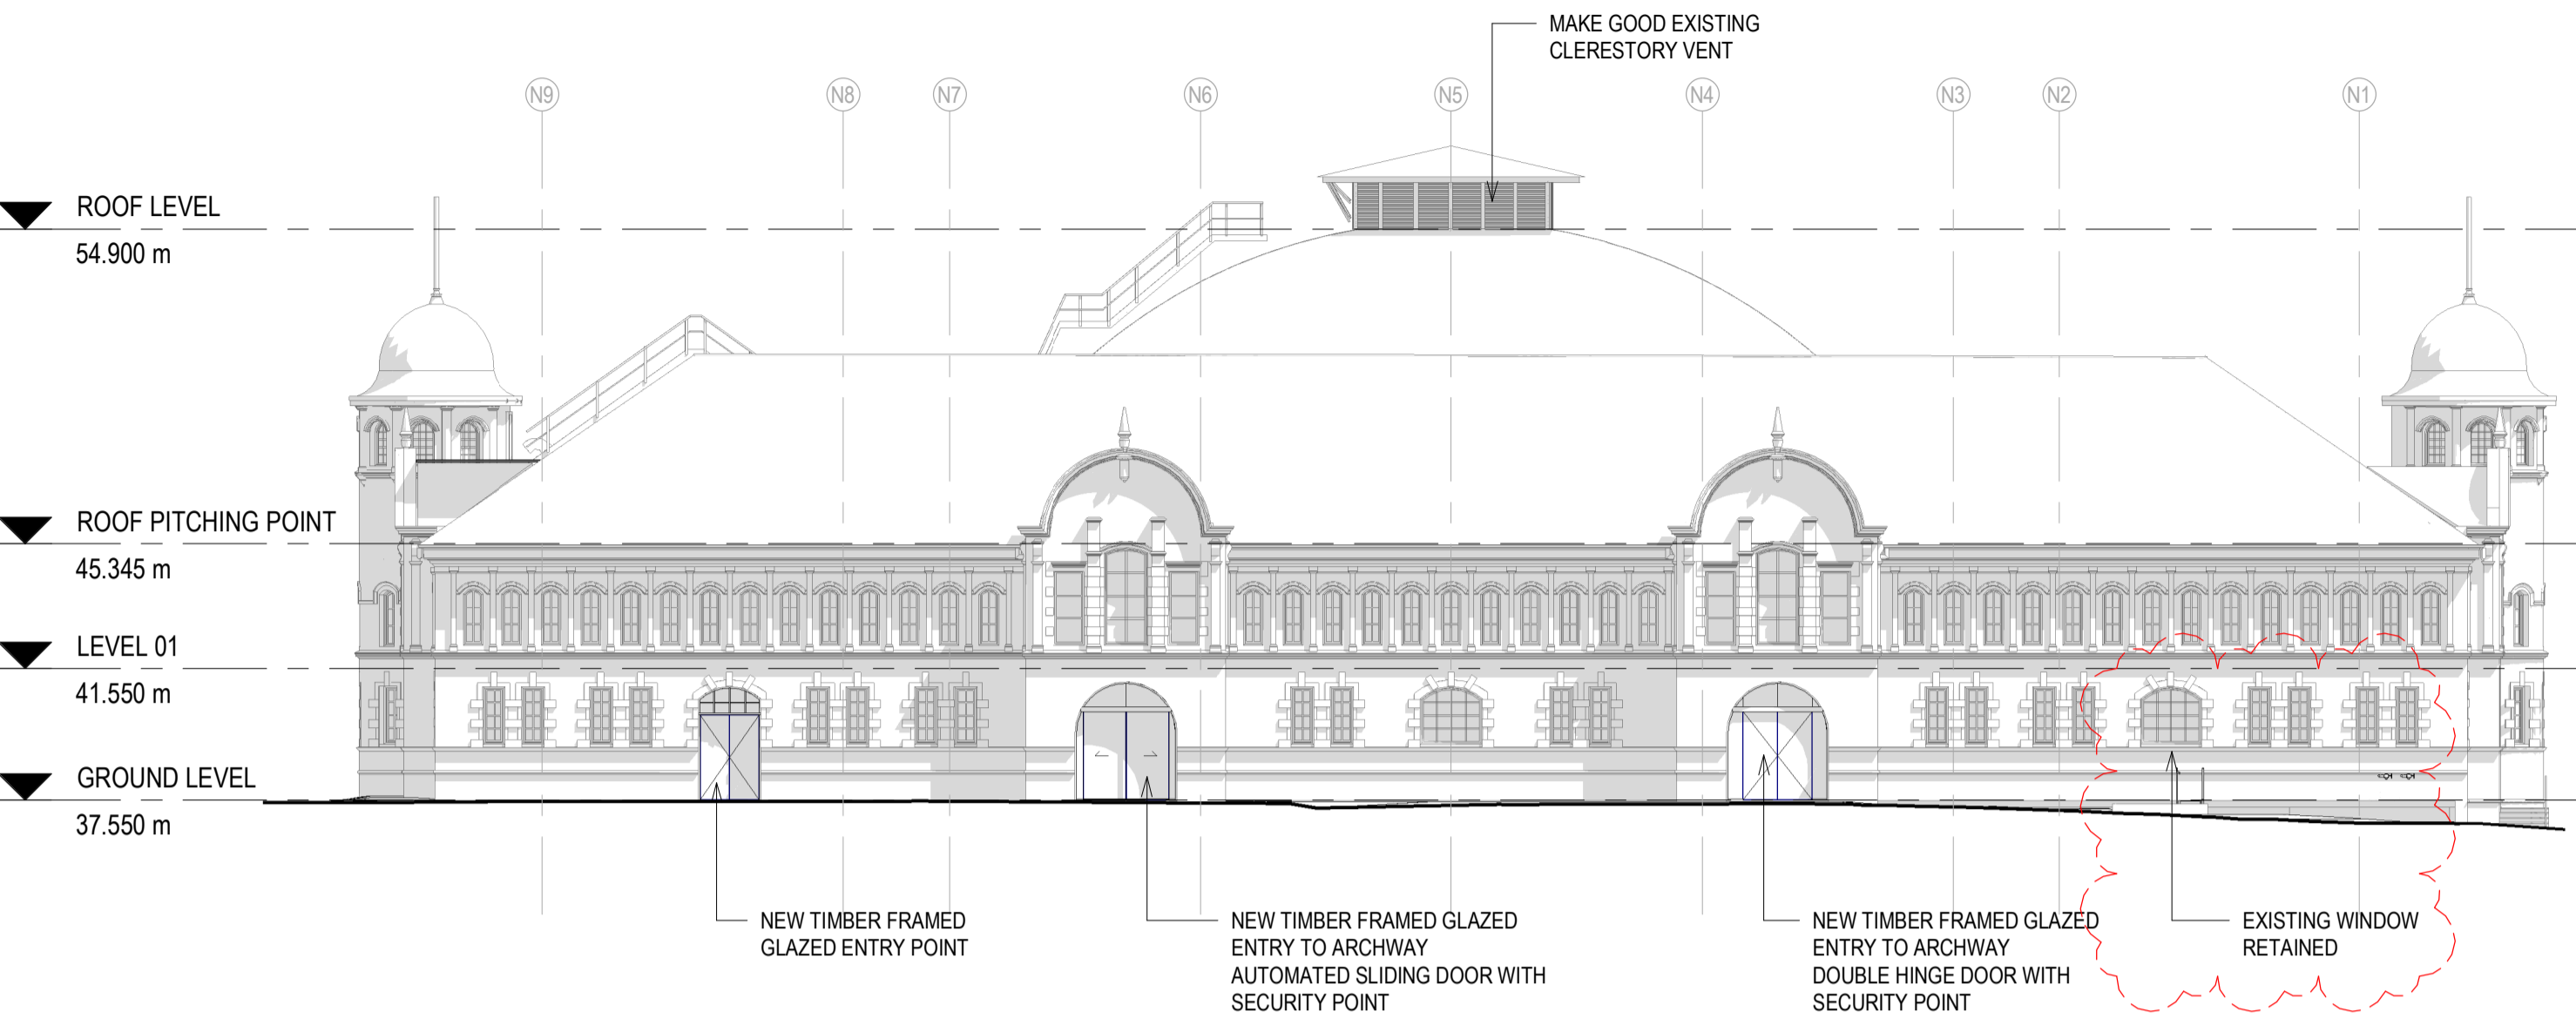 MAKE GOOD EXISTING
CLERESTORY VENT
N9 N8 N7 N6 N5 N4 N3 N2 N1
ROOF LEVEL
54.900 m
ROOF PITCHING POINT
45.345 m
LEVEL 01
41.550 m
GROUND LEVEL
37.550 m
NEW TIMBER FRAMED
GLAZED ENTRY POINT
NEW TIMBER FRAMED GLAZED
ENTRY TO ARCHWAY
AUTOMATED SLIDING DOOR WITH
SECURITY POINT
NEW TIMBER FRAMED GLAZED
ENTRY TO ARCHWAY
DOUBLE HINGE DOOR WITH
SECURITY POINT
EXISTING WINDOW
RETAINED